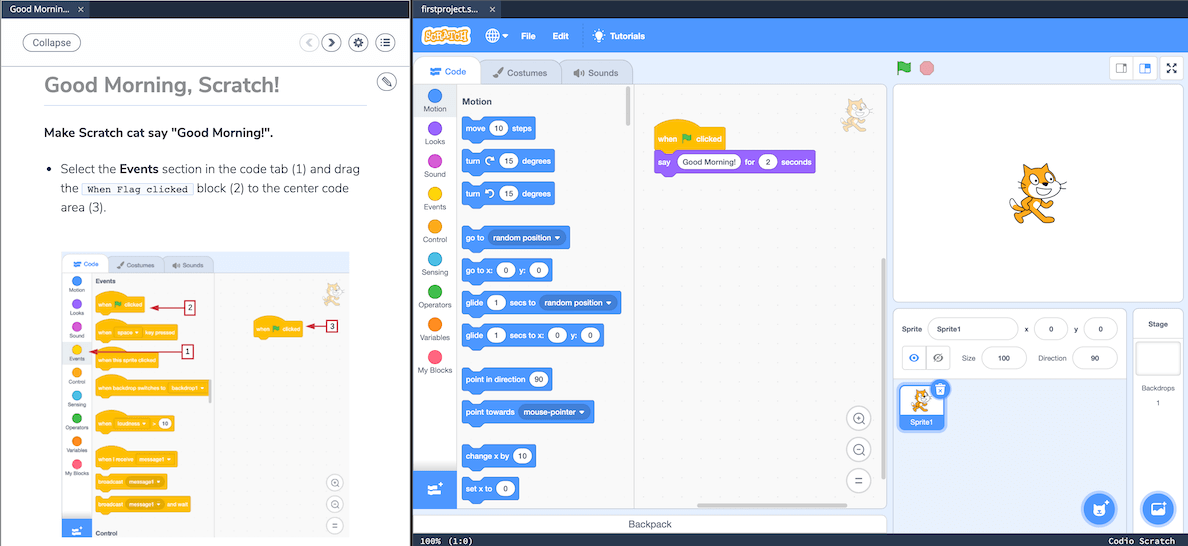 Good Mornin... ×
Collapse
Good Morning, Scratch!
Make Scratch cat say "Good Morning!".
Select the Events section in the code tab (1) and drag
the When Flag clicked block (2) to the center code
area (3).
Code Costumes Sounds
Motion
Looks
Sound
Events
Control
Sensing
Operators
Variables
My Blocks
Events
when clicked
when space key pressed
when this sprite clicked
when backdrop switches to backdrop1
when loudness > 10
when I receive message1
broadcast message1
broadcast message1 and wait
Control
when clicked
2
3
1
firstproject.s... ×
SCRATCH File Edit Tutorials
Code Costumes Sounds
Motion
Looks
Sound
Events
Control
Sensing
Operators
Variables
My Blocks
Motion
move 10 steps
turn 15 degrees
turn 15 degrees
go to random position
go to x: 0 y: 0
glide 1 secs to random position
glide 1 secs to x: 0 y: 0
point in direction 90
point towards mouse-pointer
change x by 10
set x to 0
when clicked
say Good Morning! for 2 seconds
Sprite Sprite1 x 0 y 0
Size 100 Direction 90
Sprite1
Stage
Backdrops
1
Backpack
100% (1:0) Codio Scratch